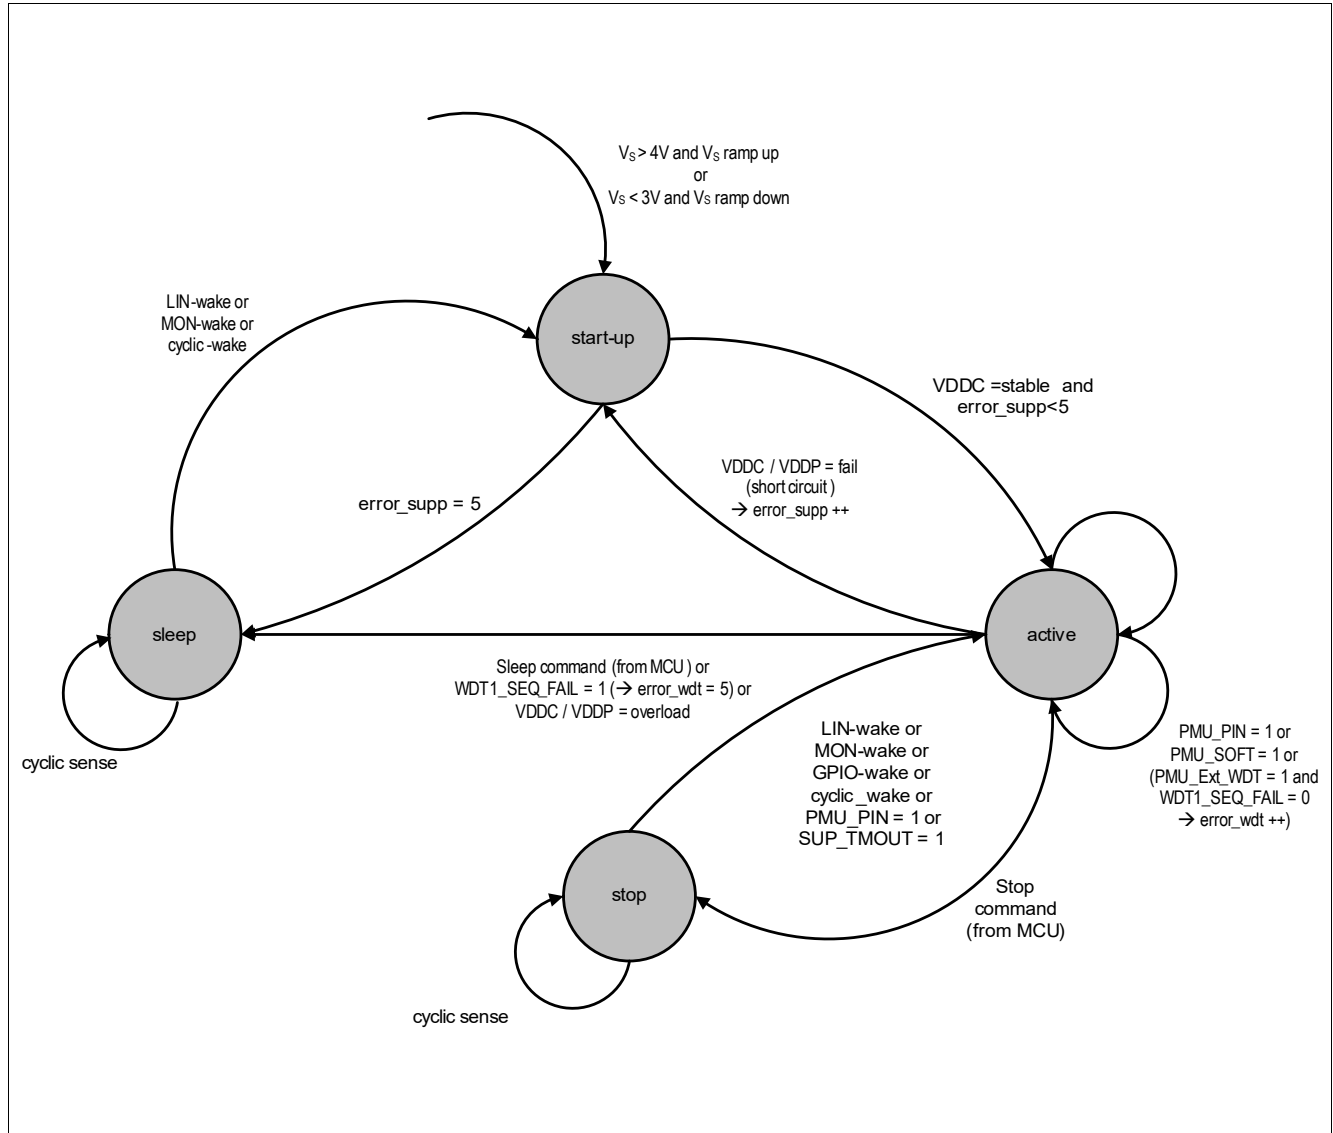 VS > 4V and VS ramp up
or
VS < 3V and VS ramp down
LIN-wake or
MON-wake or
cyclic -wake
start-up
VDDC =stable and
error_supp<5
VDDC / VDDP = fail
(short circuit )
→ error_supp ++
error_supp = 5
sleep
active
cyclic sense
Sleep command (from MCU ) or
WDT1_SEQ_FAIL = 1 (→ error_wdt = 5) or
VDDC / VDDP = overload
LIN-wake or
MON-wake or
GPIO-wake or
cyclic _wake or
PMU_PIN = 1 or
SUP_TMOUT = 1
PMU_PIN = 1 or
PMU_SOFT = 1 or
(PMU_Ext_WDT = 1 and
WDT1_SEQ_FAIL = 0
→ error_wdt ++)
stop
Stop
command
(from MCU)
cyclic sense